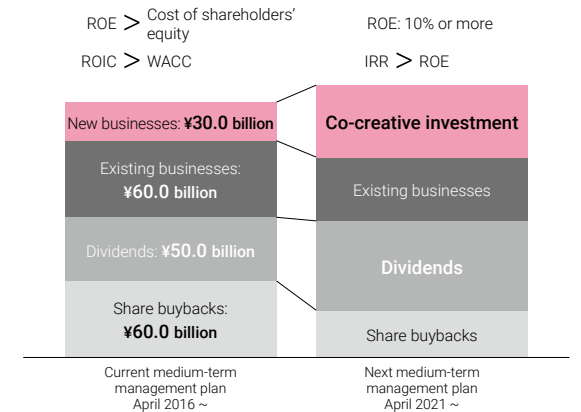 ROE > Cost of shareholders’
equity
ROIC > WACC
ROE: 10% or more
IRR > ROE
New businesses: ¥30.0 billion
Existing businesses:
¥60.0 billion
Dividends: ¥50.0 billion
Share buybacks:
¥60.0 billion
Current medium-term
management plan
April 2016 ~
Co-creative investment
Existing businesses
Dividends
Share buybacks
Next medium-term
management plan
April 2021 ~